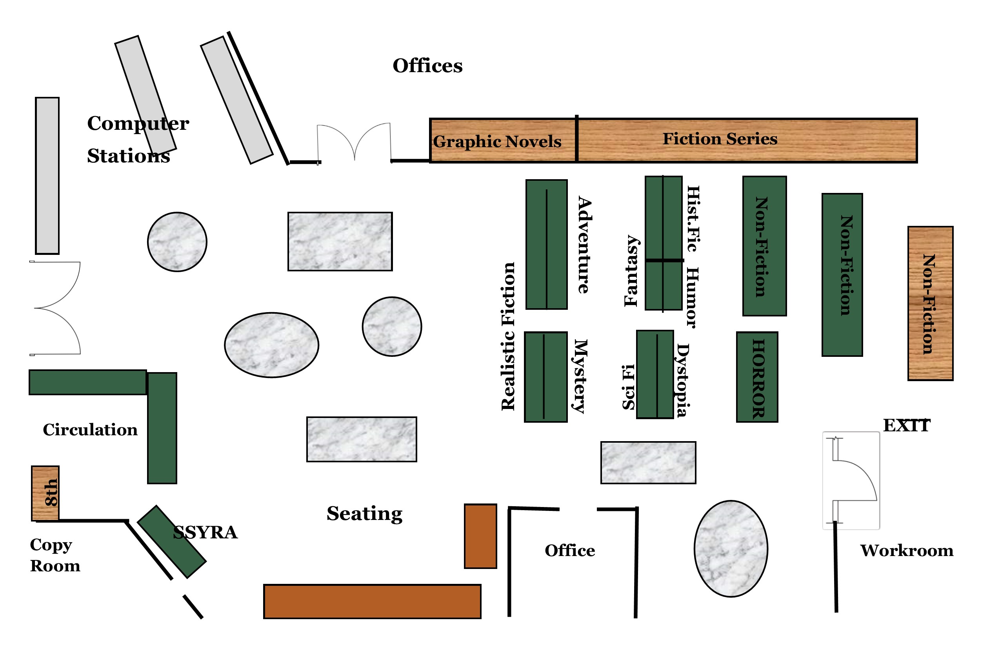 Offices
Computer
Stations
Graphic Novels
Fiction Series
Adventure
Hist.Fic
Fantasy
Humor
Non-Fiction
Non-Fiction
Non-Fiction
Realistic Fiction
Mystery
Sci Fi
Dystopia
HORROR
Circulation
EXIT
8th
Seating
SSYRA
Copy
Room
Office
Workroom